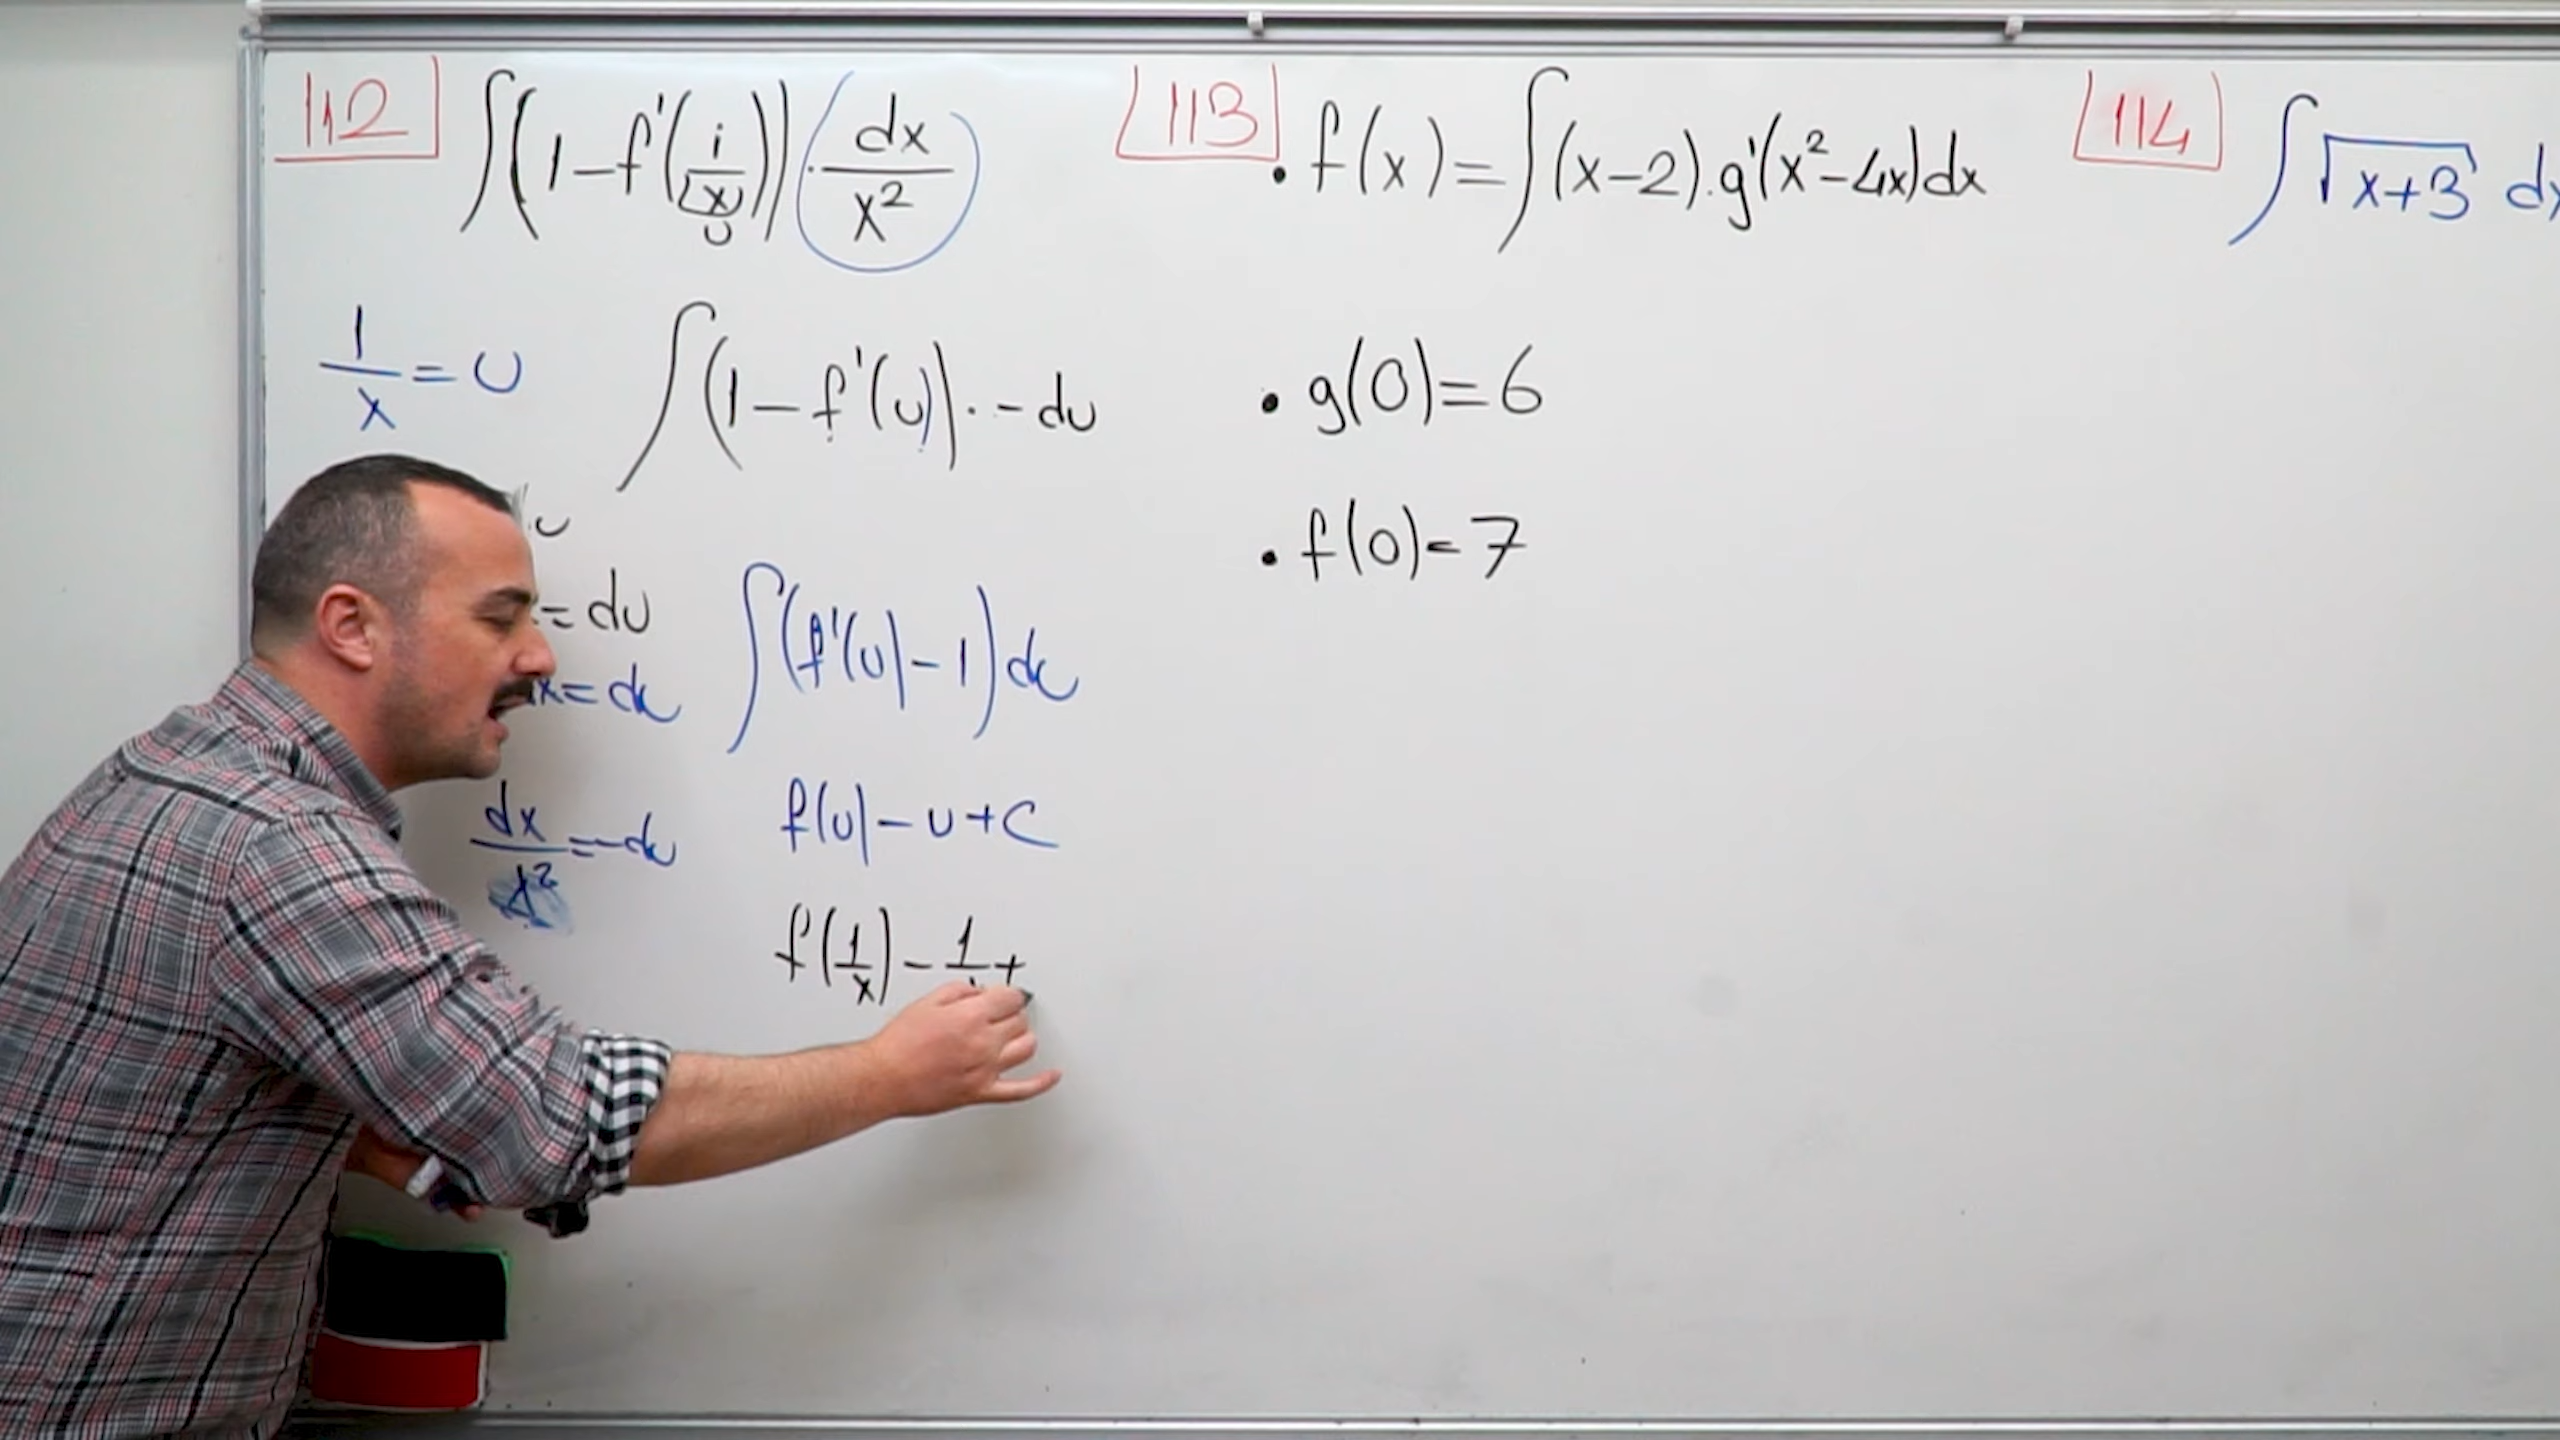 112 ∫(1-f'(1/x))·dx/x²
u
1/x = u
∫(1-f'(u))·-du
= du
x = du
dx/x² = -du
∫(f'(u)-1)du
f(u)-u+c
f(1/x) - 1/x +
113 • f(x) = ∫(x-2).g'(x²-4x)dx
• g(0)=6
• f(0)=7
114 ∫√x+3 dx